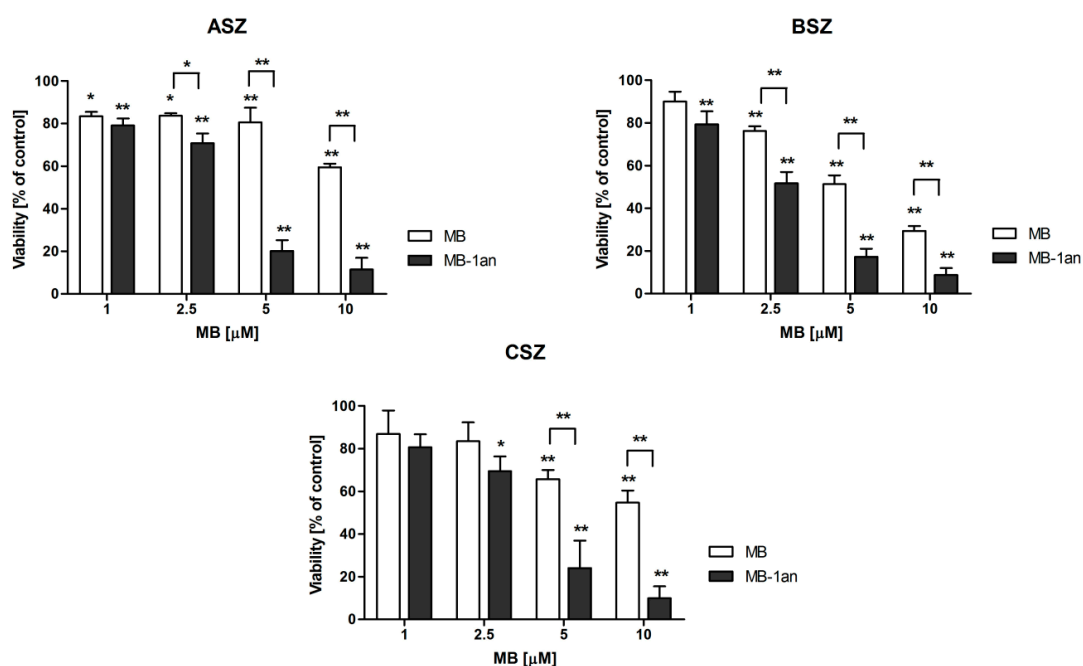 ASZ
Viability [% of control]
100
80
60
40
20
0
* ** * ** * ** ** ** ** **
**
1 2.5 5 10
MB [µM]
MB
MB-1an
BSZ
Viability [% of control]
100
80
60
40
20
0
** ** ** ** ** ** ** ** ** **
1 2.5 5 10
MB [µM]
MB
MB-1an
CSZ
Viability [% of control]
100
80
60
40
20
0
* ** ** ** ** ** **
1 2.5 5 10
MB [µM]
MB
MB-1an